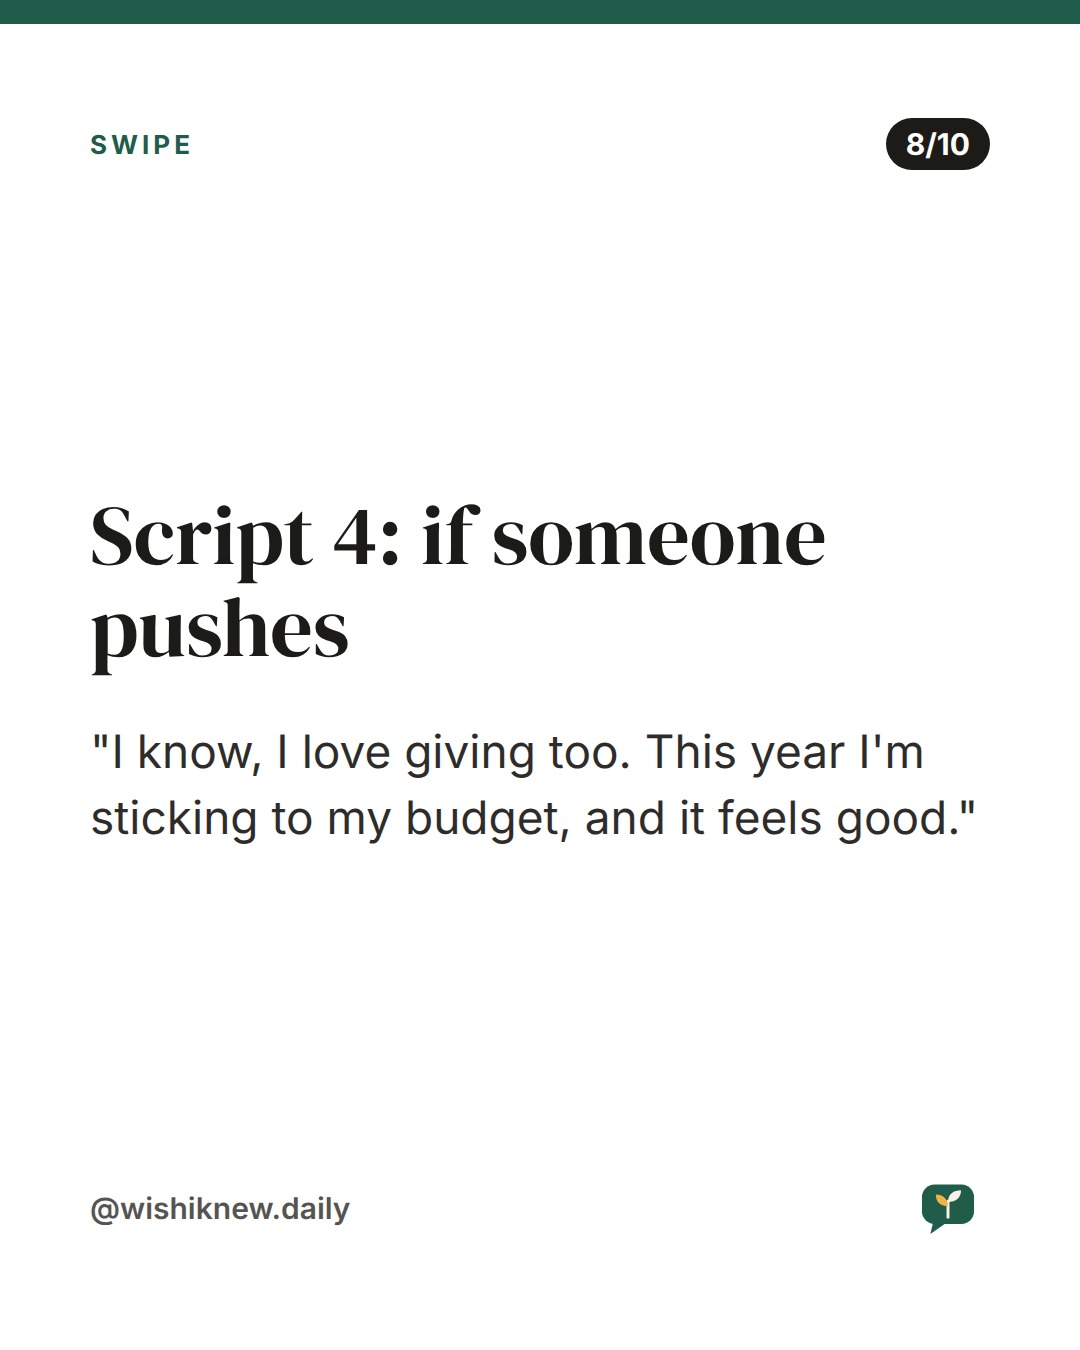 SWIPE
8/10
Script 4: if someone
pushes
"I know, I love giving too. This year I'm
sticking to my budget, and it feels good."
@wishiknew.daily